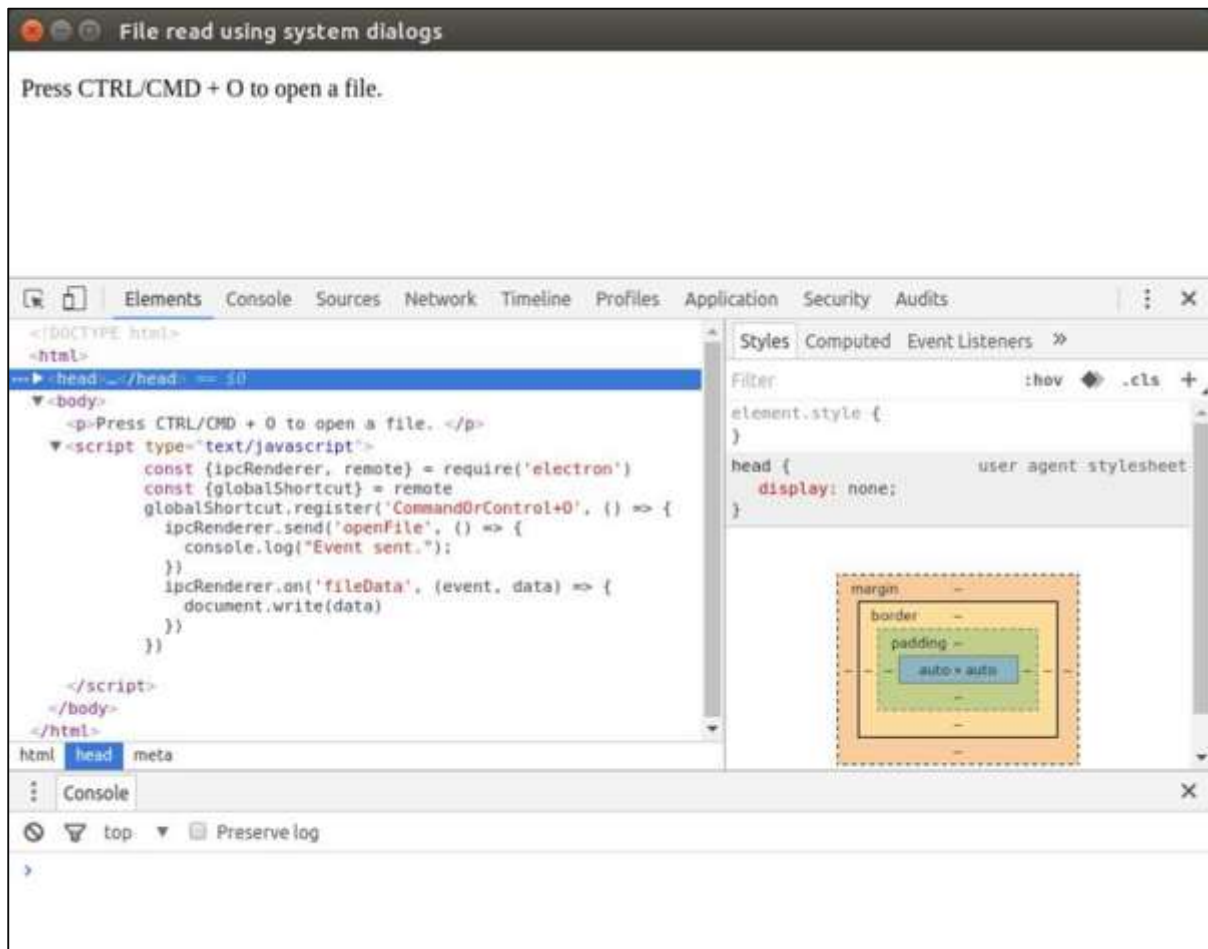 File read using system dialogs
Press CTRL/CMD + O to open a file.
Elements Console Sources Network Timeline Profiles Application Security Audits
<!DOCTYPE html>
<html>
<head>…</head> == $0
<body>
<p>Press CTRL/CMD + O to open a file. </p>
<script type="text/javascript">
const {ipcRenderer, remote} = require('electron')
const {globalShortcut} = remote
globalShortcut.register('CommandOrControl+O', () => {
ipcRenderer.send('openFile', () => {
console.log("Event sent.");
})
ipcRenderer.on('fileData', (event, data) => {
document.write(data)
})
})
</script>
</body>
</html>
html head meta
Styles Computed Event Listeners »
Filter :hov .cls +
element.style {
}
head { user agent stylesheet
display: none;
}
margin –
border –
padding –
– – – auto × auto – – –
–
–
–
Console
top ▼ Preserve log
›